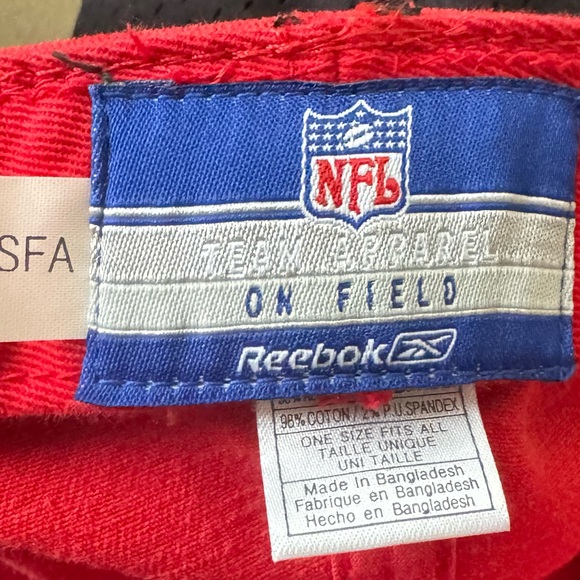 NFL
TEAM APPAREL
ON FIELD
Reebok
SFA
98% COTON / 2% P.U.SPANDEX
ONE SIZE FITS ALL
TAILLE UNIQUE
UNI TAILLE
Made in Bangladesh
Fabrique en Bangladesh
Hecho en Bangladesh